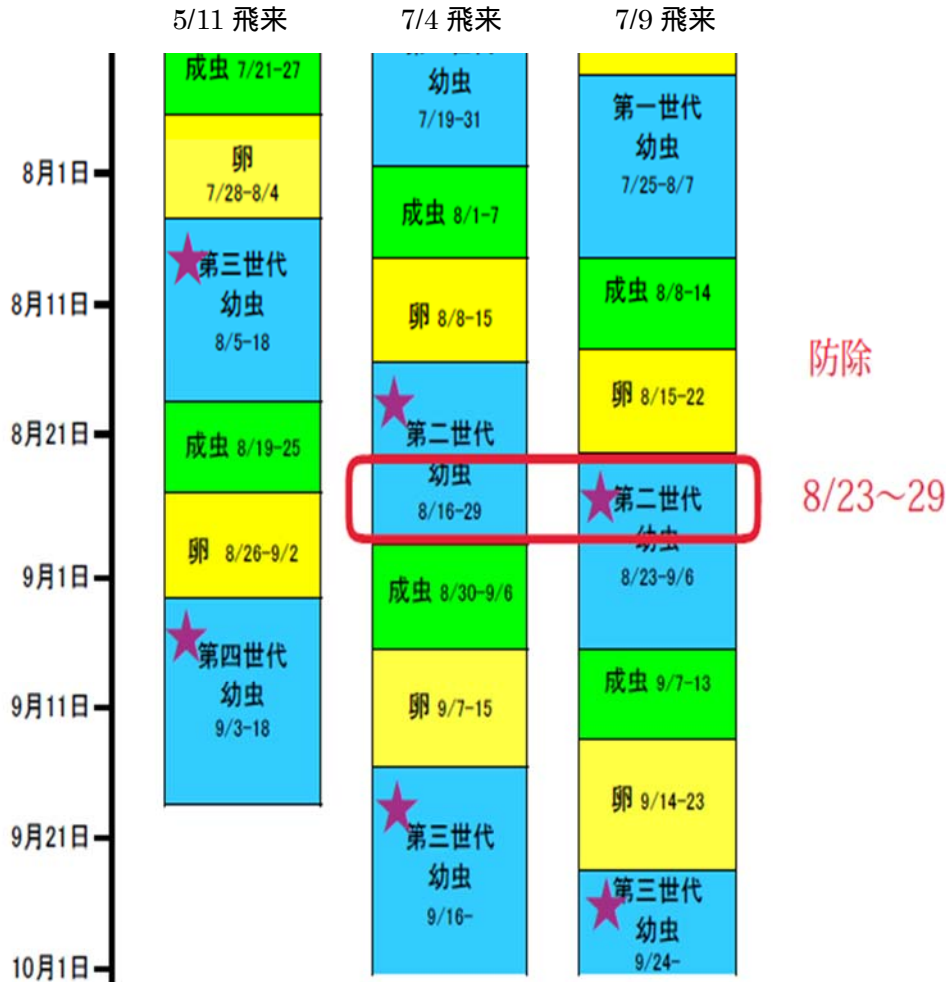 5/11 飛来
7/4 飛来
7/9 飛来
8月1日
8月11日
8月21日
9月1日
9月11日
9月21日
10月1日
成虫 7/21-27
卵
7/28-8/4
第三世代
幼虫
8/5-18
成虫 8/19-25
卵 8/26-9/2
第四世代
幼虫
9/3-18
幼虫
7/19-31
成虫 8/1-7
卵 8/8-15
第二世代
幼虫
8/16-29
成虫 8/30-9/6
卵 9/7-15
第三世代
幼虫
9/16-
第一世代
幼虫
7/25-8/7
成虫 8/8-14
卵 8/15-22
第二世代
幼虫
8/23-9/6
成虫 9/7-13
卵 9/14-23
第三世代
幼虫
9/24-
防除
8/23～29